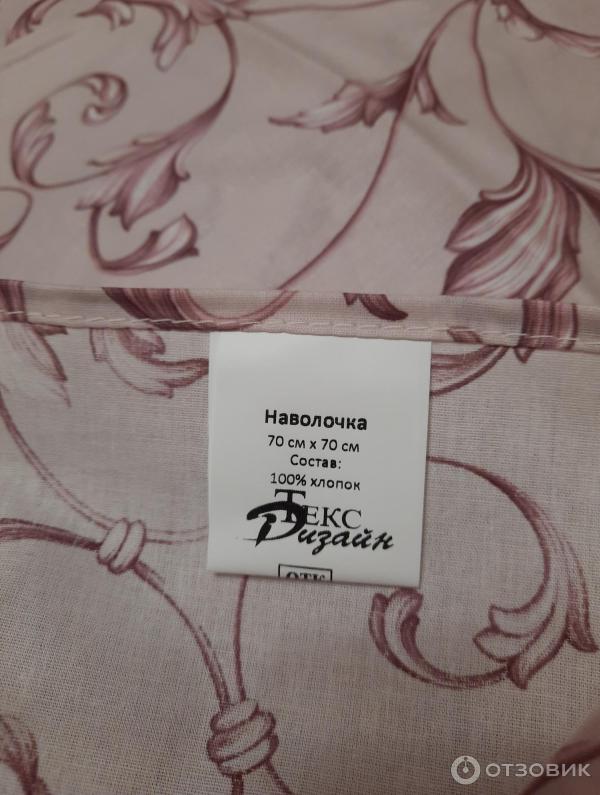 Наволочка
70 см x 70 см
Состав:
100% хлопок
Текс
Дизайн
ОТК
ОТЗОВИК